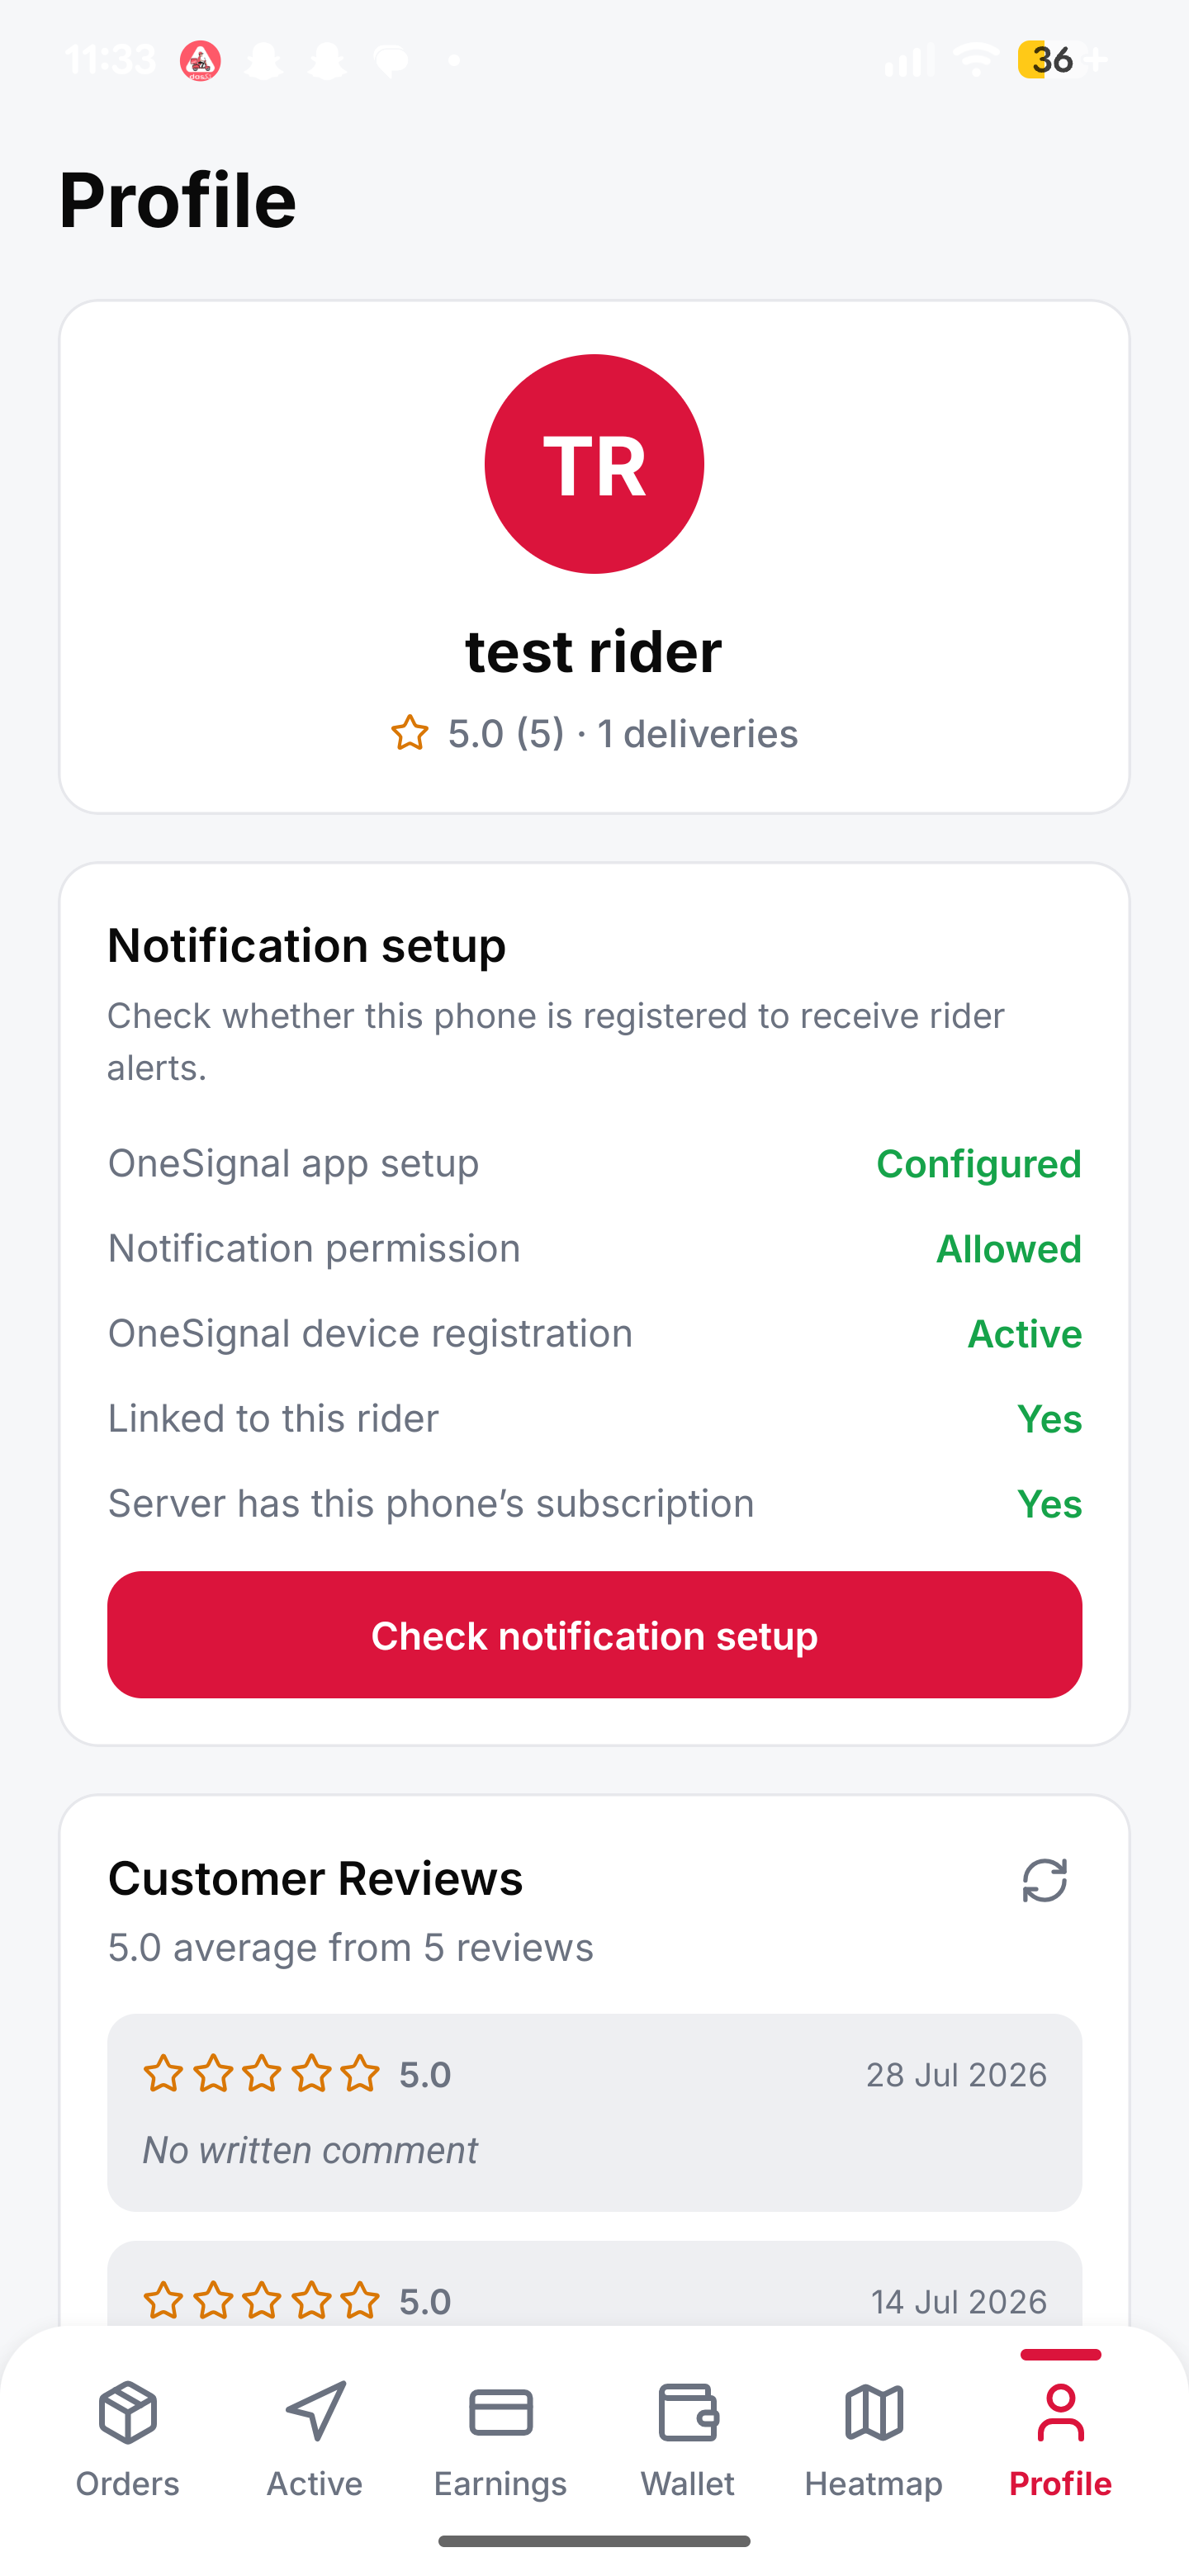 11:33
36
Profile
TR
test rider
5.0 (5) · 1 deliveries
Notification setup
Check whether this phone is registered to receive rider
alerts.
OneSignal app setup Configured
Notification permission Allowed
OneSignal device registration Active
Linked to this rider Yes
Server has this phone’s subscription Yes
Check notification setup
Customer Reviews
5.0 average from 5 reviews
5.0 28 Jul 2026
No written comment
5.0 14 Jul 2026
Orders Active Earnings Wallet Heatmap Profile